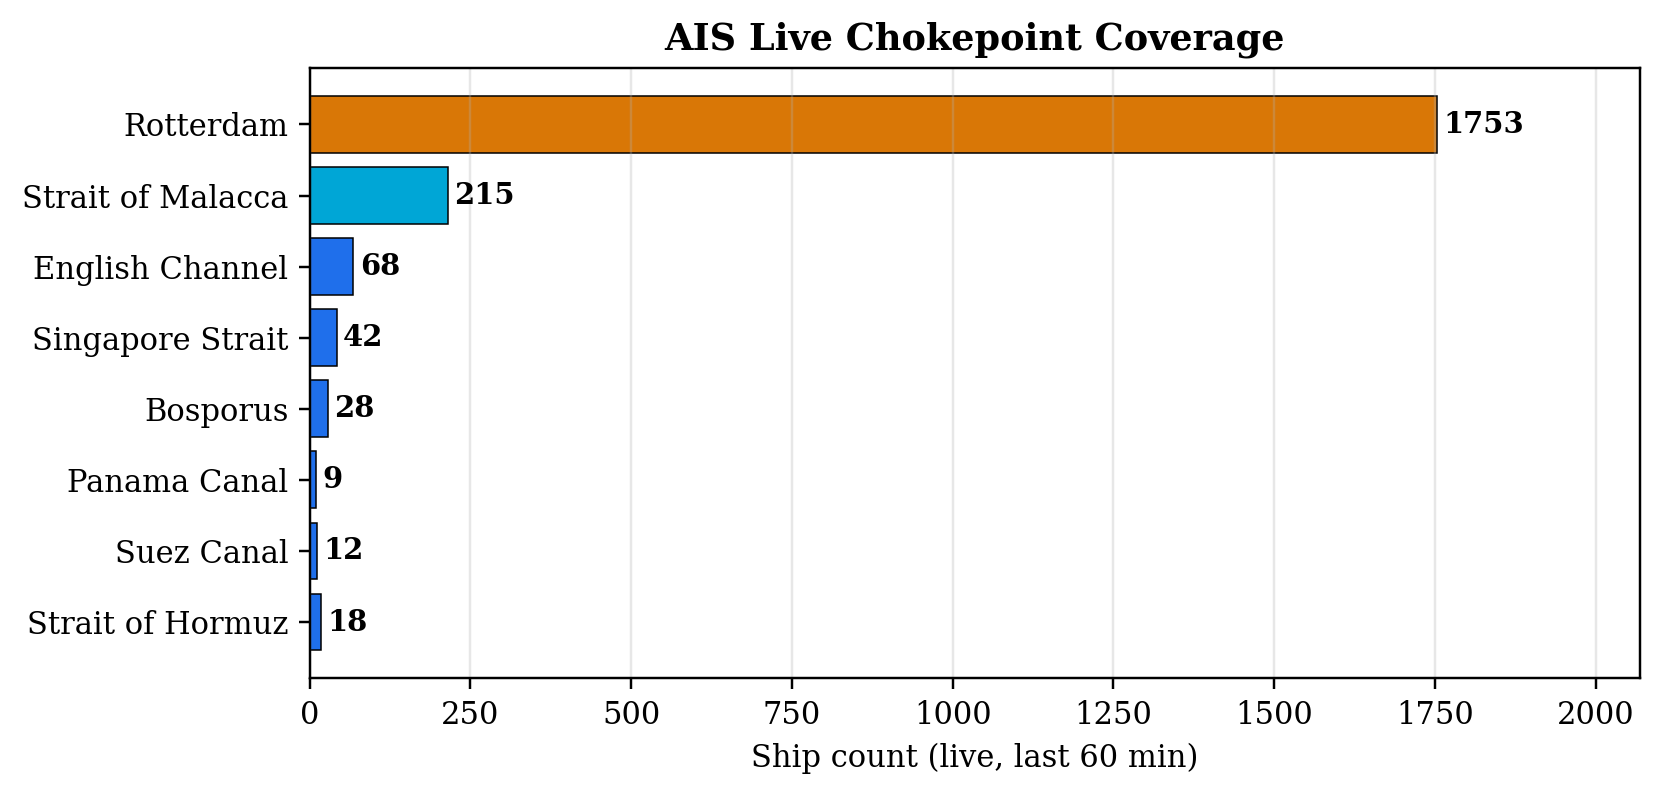 AIS Live Chokepoint Coverage
Rotterdam 1753
Strait of Malacca 215
English Channel 68
Singapore Strait 42
Bosporus 28
Panama Canal 9
Suez Canal 12
Strait of Hormuz 18
0 250 500 750 1000 1250 1500 1750 2000
Ship count (live, last 60 min)